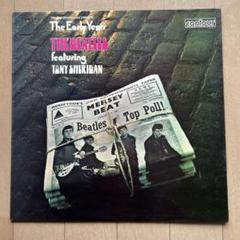 The Early Years
contour
THE BEATLES
featuring
TONY SHERIDAN
MERSEY
BEAT
Beatles
Top Poll!